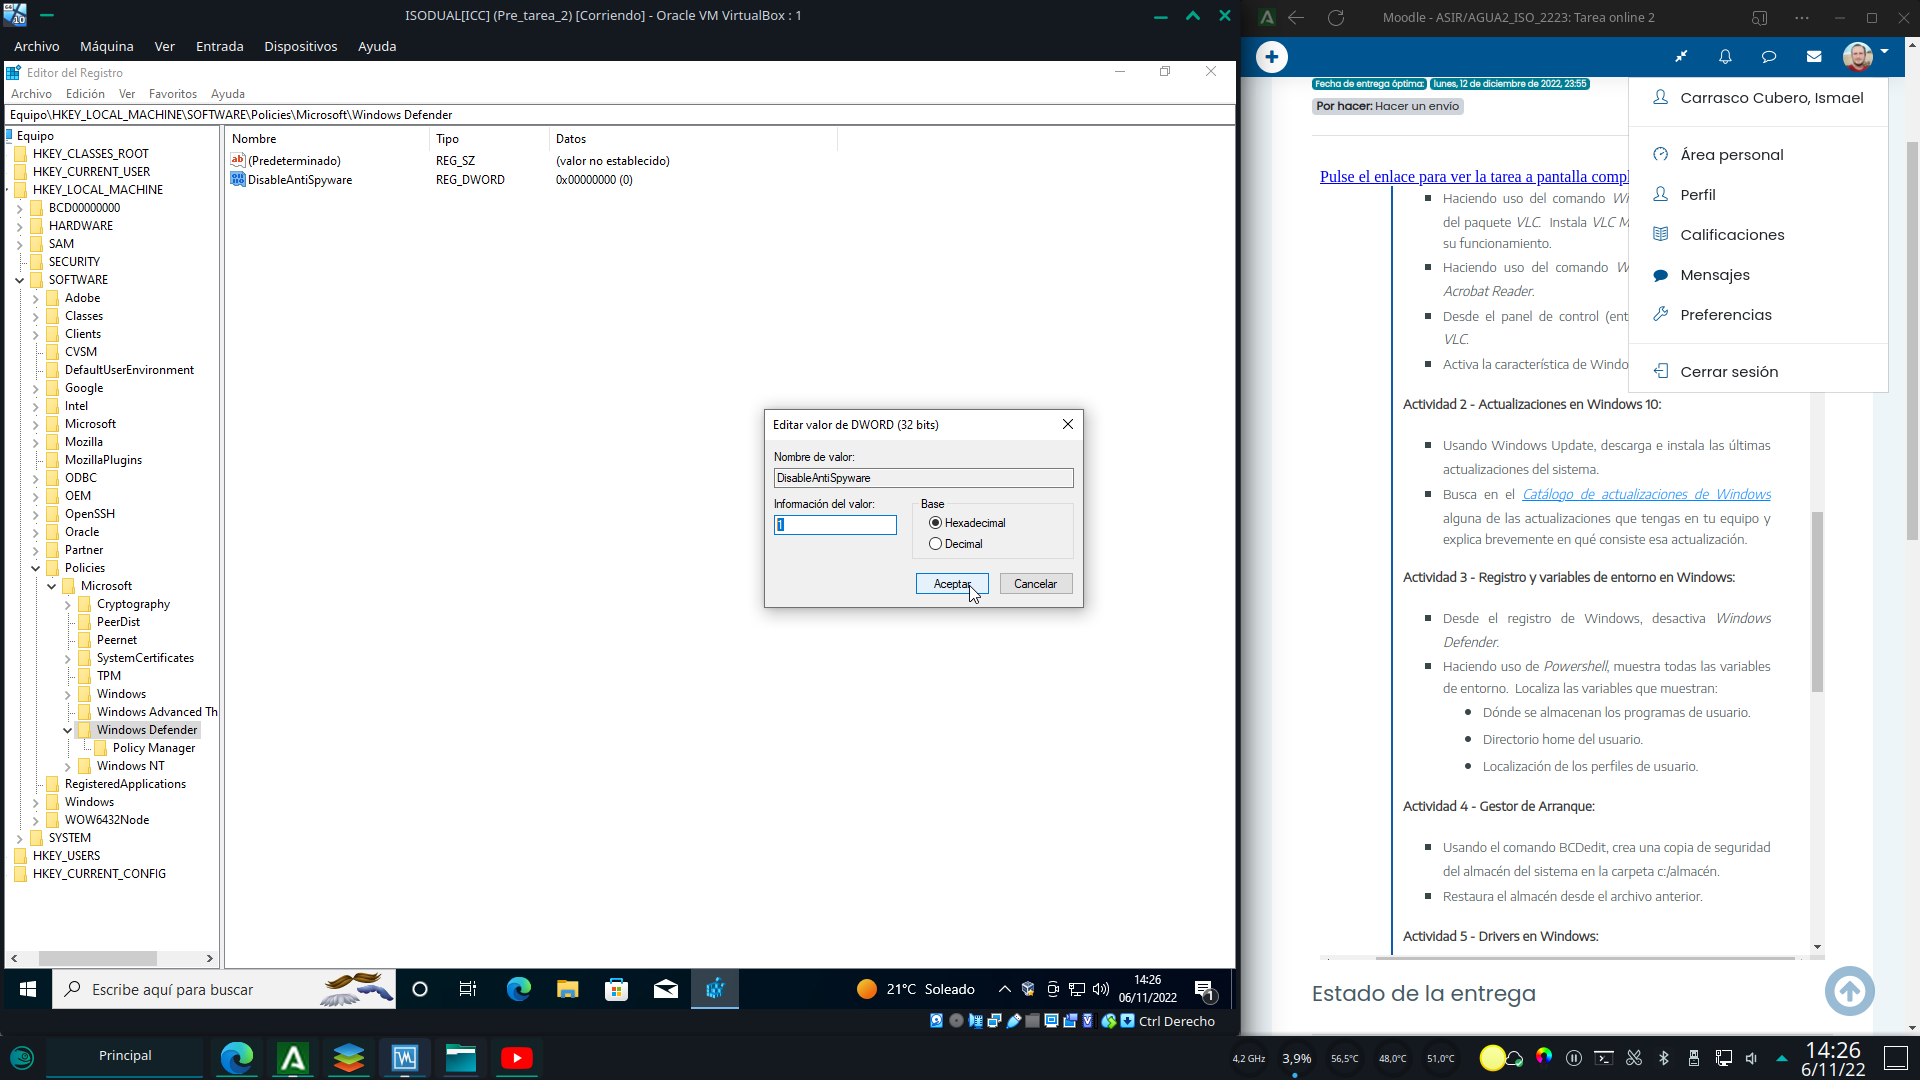 ISODUAL[ICC] (Pre_tarea_2) [Corriendo] - Oracle VM VirtualBox : 1
Archivo Máquina Ver Entrada Dispositivos Ayuda
Editor del Registro
Archivo Edición Ver Favoritos Ayuda
Equipo\HKEY_LOCAL_MACHINE\SOFTWARE\Policies\Microsoft\Windows Defender
Equipo
HKEY_CLASSES_ROOT
HKEY_CURRENT_USER
HKEY_LOCAL_MACHINE
BCD00000000
HARDWARE
SAM
SECURITY
SOFTWARE
Adobe
Classes
Clients
CVSM
DefaultUserEnvironment
Google
Intel
Microsoft
Mozilla
MozillaPlugins
ODBC
OEM
OpenSSH
Oracle
Partner
Policies
Microsoft
Cryptography
PeerDist
Peernet
SystemCertificates
TPM
Windows
Windows Advanced Th
Windows Defender
Policy Manager
Windows NT
RegisteredApplications
Windows
WOW6432Node
SYSTEM
HKEY_USERS
HKEY_CURRENT_CONFIG
Nombre Tipo Datos
(Predeterminado) REG_SZ (valor no establecido)
DisableAntiSpyware REG_DWORD 0x00000000 (0)
Editar valor de DWORD (32 bits)
Nombre de valor:
DisableAntiSpyware
Información del valor:
1
Base
Hexadecimal
Decimal
Aceptar Cancelar
Escribe aquí para buscar
21°C Soleado
14:26
06/11/2022
1
Ctrl Derecho
Moodle - ASIR/AGUA2_ISO_2223: Tarea online 2
Fecha de entrega óptima: lunes, 12 de diciembre de 2022, 23:55
Por hacer: Hacer un envío
Carrasco Cubero, Ismael
Área personal
Perfil
Calificaciones
Mensajes
Preferencias
Cerrar sesión
Pulse el enlace para ver la tarea a pantalla compl
Haciendo uso del comando Wi
del paquete VLC. Instala VLC M
su funcionamiento.
Haciendo uso del comando W
Acrobat Reader.
Desde el panel de control (ent
VLC.
Activa la característica de Windo
Actividad 2 - Actualizaciones en Windows 10:
Usando Windows Update, descarga e instala las últimas
actualizaciones del sistema.
Busca en el Catálogo de actualizaciones de Windows
alguna de las actualizaciones que tengas en tu equipo y
explica brevemente en qué consiste esa actualización.
Actividad 3 - Registro y variables de entorno en Windows:
Desde el registro de Windows, desactiva Windows
Defender.
Haciendo uso de Powershell, muestra todas las variables
de entorno. Localiza las variables que muestran:
Dónde se almacenan los programas de usuario.
Directorio home del usuario.
Localización de los perfiles de usuario.
Actividad 4 - Gestor de Arranque:
Usando el comando BCDedit, crea una copia de seguridad
del almacén del sistema en la carpeta c:/almacén.
Restaura el almacén desde el archivo anterior.
Actividad 5 - Drivers en Windows:
Estado de la entrega
Principal
4,2 GHz 3,9% 56,5°C 48,0°C 51,0°C
14:26
6/11/22